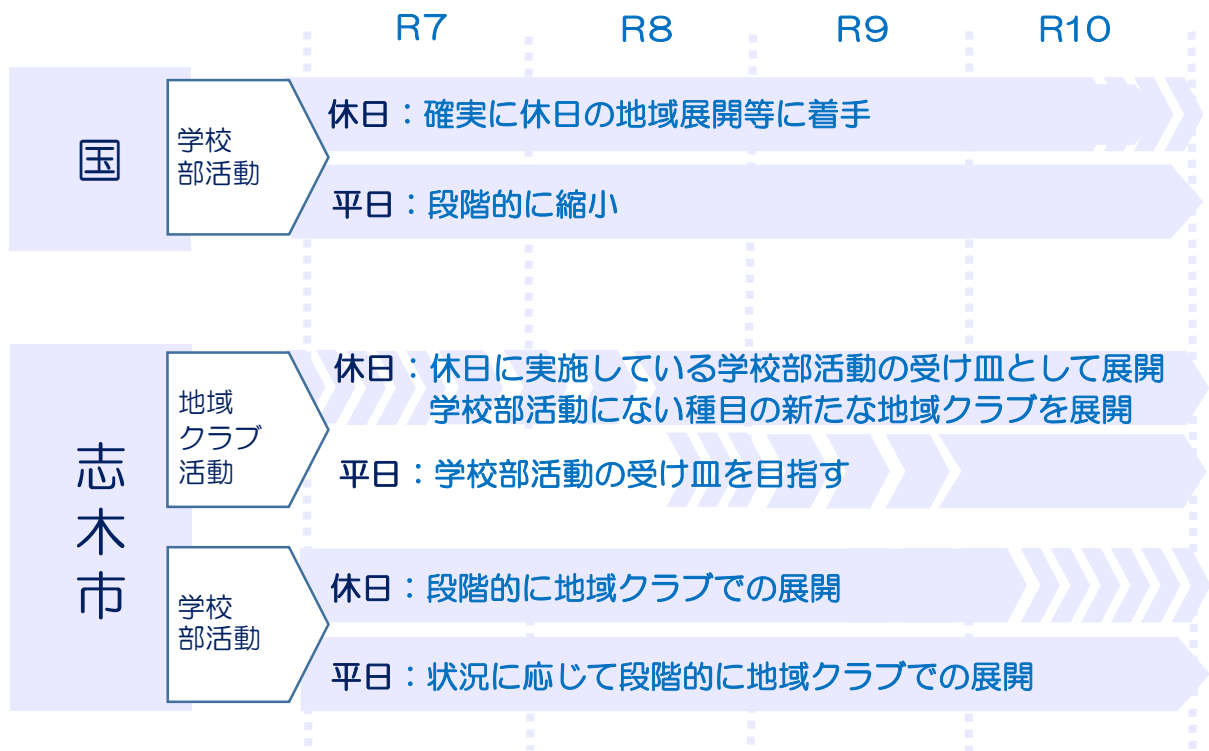 R7 R8 R9 R10
国
学校
部活動
休日：確実に休日の地域展開等に着手
平日：段階的に縮小
志木市
地域
クラブ
活動
休日：休日に実施している学校部活動の受け皿として展開
学校部活動にない種目の新たな地域クラブを展開
平日：学校部活動の受け皿を目指す
学校
部活動
休日：段階的に地域クラブでの展開
平日：状況に応じて段階的に地域クラブでの展開